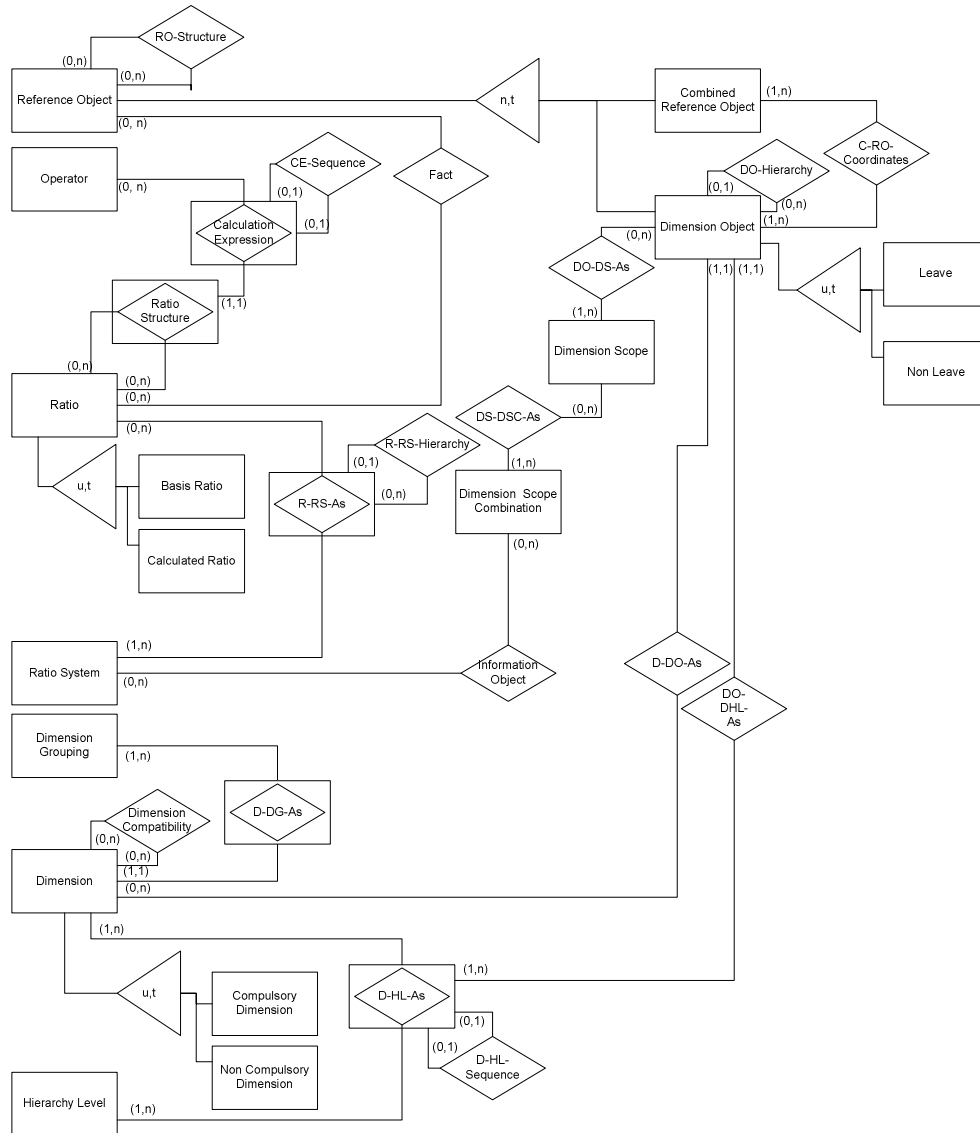 RO-Structure
(0,n)
(0,n)
Reference Object
(0, n)
n,t
Combined
Reference Object
(1,n)
C-RO-
Coordinates
Operator
(0, n)
CE-Sequence
(0,1)
(0,1)
Calculation
Expression
Fact
DO-Hierarchy
(0,1)
(0,n)
(1,n)
Dimension Object
(0,n)
(1,1)
(1,1)
DO-DS-As
(1,n)
u,t
Leave
Non Leave
Ratio
Structure
(1,1)
(0,n)
(0,n)
(0,n)
Ratio
(0,n)
Dimension Scope
(0,n)
DS-DSC-As
(1,n)
R-RS-Hierarchy
(0,1)
(0,n)
u,t
Basis Ratio
Calculated Ratio
R-RS-As
Dimension Scope
Combination
(0,n)
(1,n)
Ratio System
(0,n)
Information
Object
D-DO-As
DO-
DHL-
As
Dimension
Grouping
(1,n)
D-DG-As
Dimension
Compatibility
(0,n)
(0,n)
(1,1)
(0,n)
Dimension
(1,n)
u,t
Compulsory
Dimension
Non Compulsory
Dimension
D-HL-As
(1,n)
(0,1)
(0,1)
D-HL-
Sequence
Hierarchy Level
(1,n)